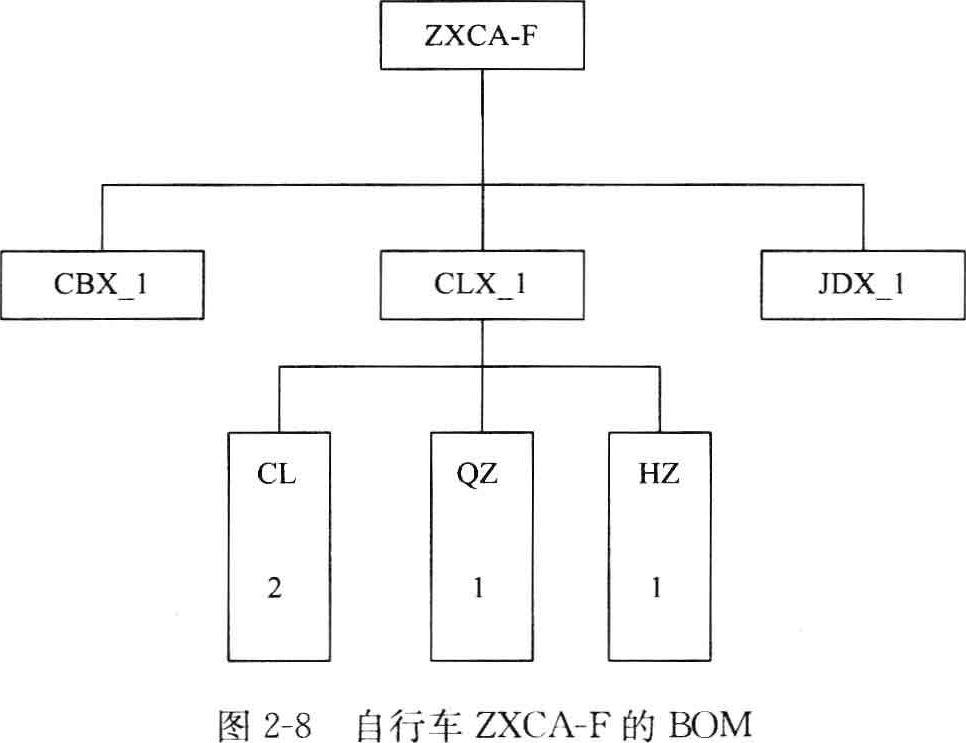 ZXCA-F
CBX_1 CLX_1 JDX_1
CL QZ HZ
2 1 1
图 2-8 自行车 ZXCA-F 的 BOM